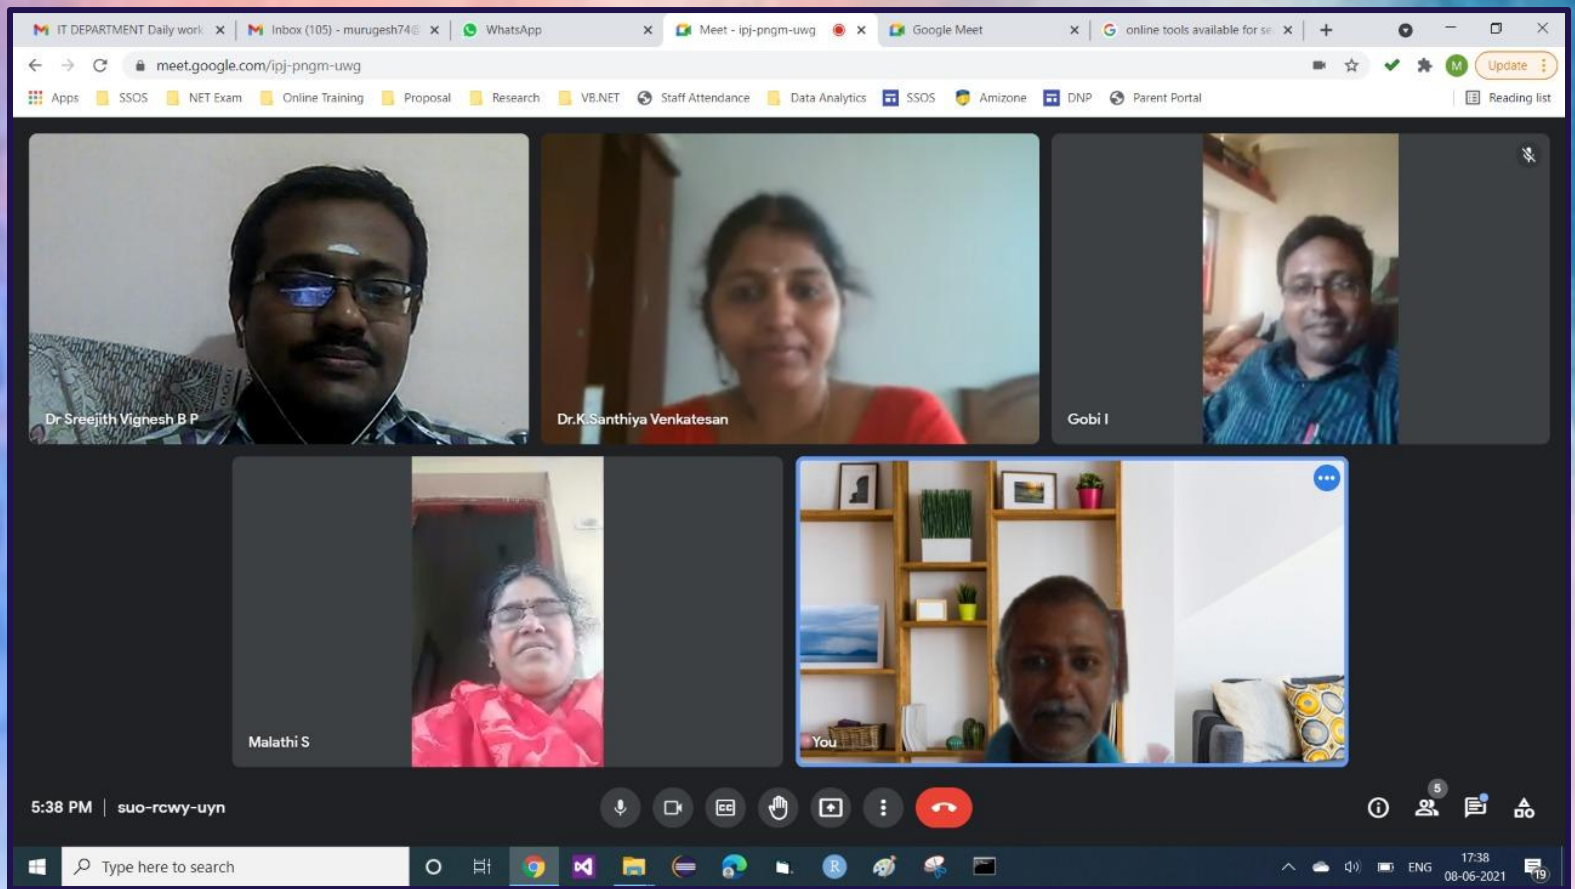 IT DEPARTMENT Daily work
Inbox (105) - murugesh74@
WhatsApp
Meet - ipj-pngm-uwg
Google Meet
online tools available for se
meet.google.com/ipj-pngm-uwg
M
Update
Apps
SSOS
NET Exam
Online Training
Proposal
Research
VB.NET
Staff Attendance
Data Analytics
SSOS
Amizone
DNP
Parent Portal
Reading list
Dr Sreejith Vignesh B P
Dr.K.Santhiya Venkatesan
Gobi I
Malathi S
You
5:38 PM | suo-rcwy-uyn
5
Type here to search
R
ENG
17:38
08-06-2021
19